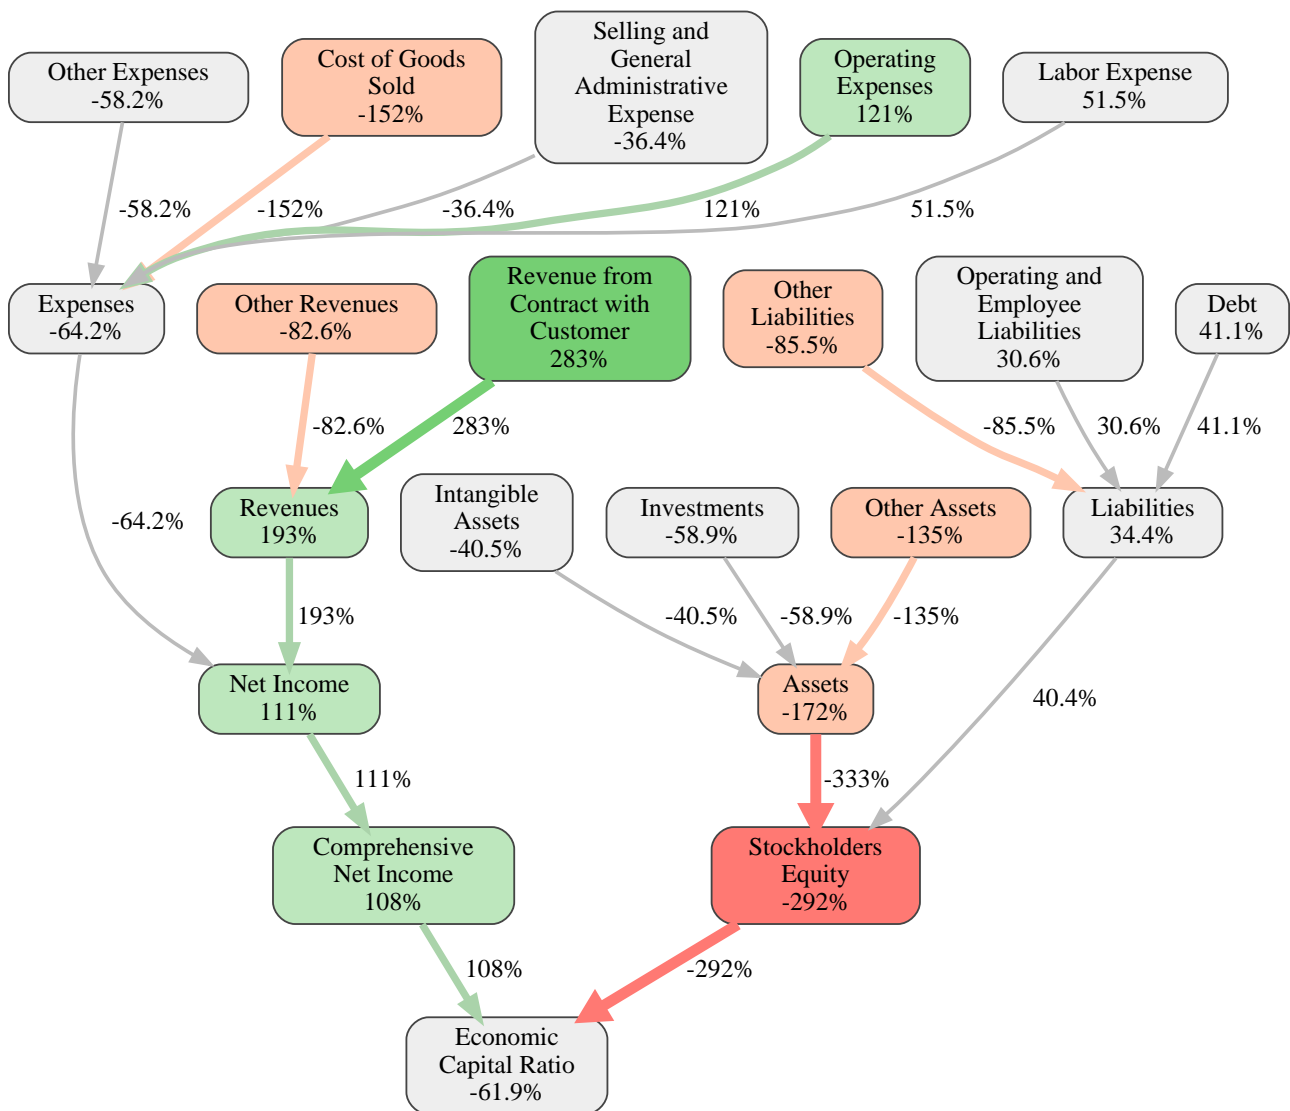 Other Expenses
-58.2%
Cost of Goods
Sold
-152%
Selling and
General
Administrative
Expense
-36.4%
Operating
Expenses
121%
Labor Expense
51.5%
-58.2%
-152%
-36.4%
121%
51.5%
Expenses
-64.2%
Other Revenues
-82.6%
Revenue from
Contract with
Customer
283%
Other
Liabilities
-85.5%
Operating and
Employee
Liabilities
30.6%
Debt
41.1%
-82.6%
283%
-85.5%
30.6%
41.1%
-64.2%
Revenues
193%
Intangible
Assets
-40.5%
Investments
-58.9%
Other Assets
-135%
Liabilities
34.4%
193%
-40.5%
-58.9%
-135%
Net Income
111%
Assets
-172%
40.4%
111%
-333%
Comprehensive
Net Income
108%
Stockholders
Equity
-292%
108%
-292%
Economic
Capital Ratio
-61.9%